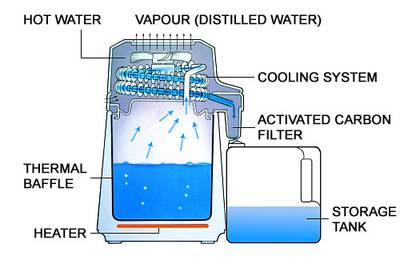 HOT WATER
VAPOUR (DISTILLED WATER)
COOLING SYSTEM
ACTIVATED CARBON
FILTER
THERMAL
BAFFLE
STORAGE
TANK
HEATER